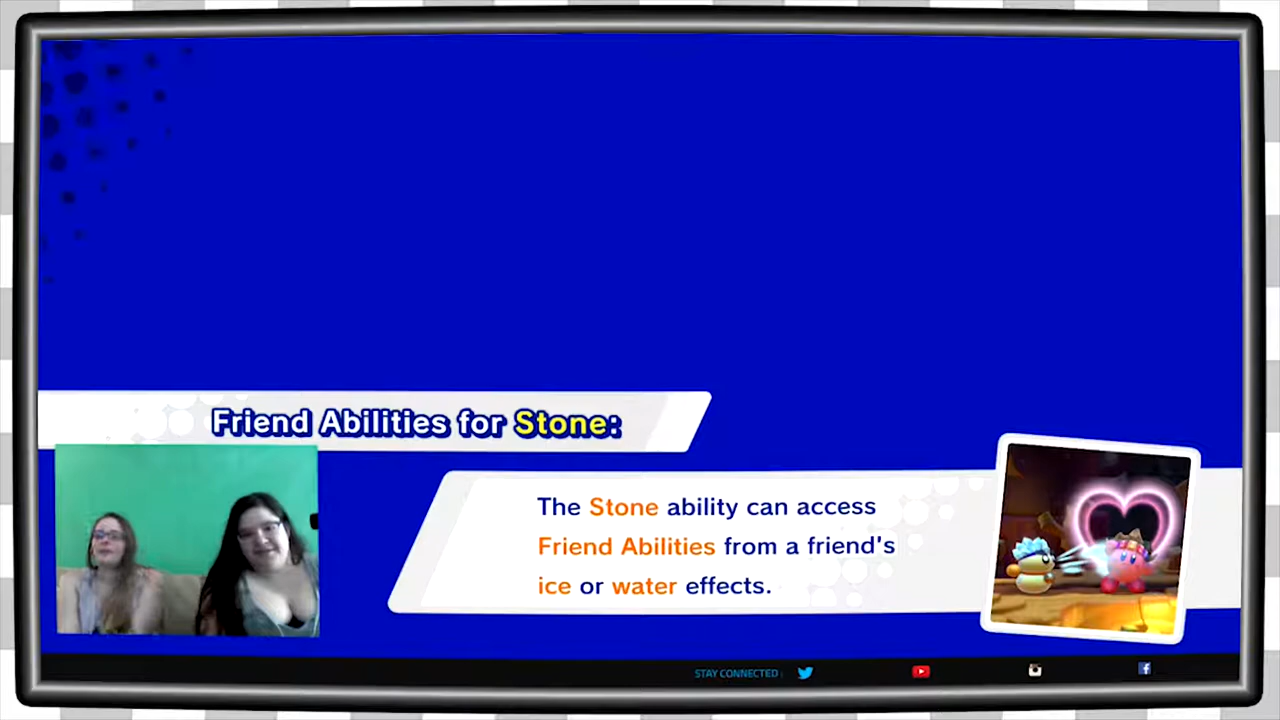 Friend Abilities for Stone:
The Stone ability can access
Friend Abilities from a friend's
ice or water effects.
STAY CONNECTED :